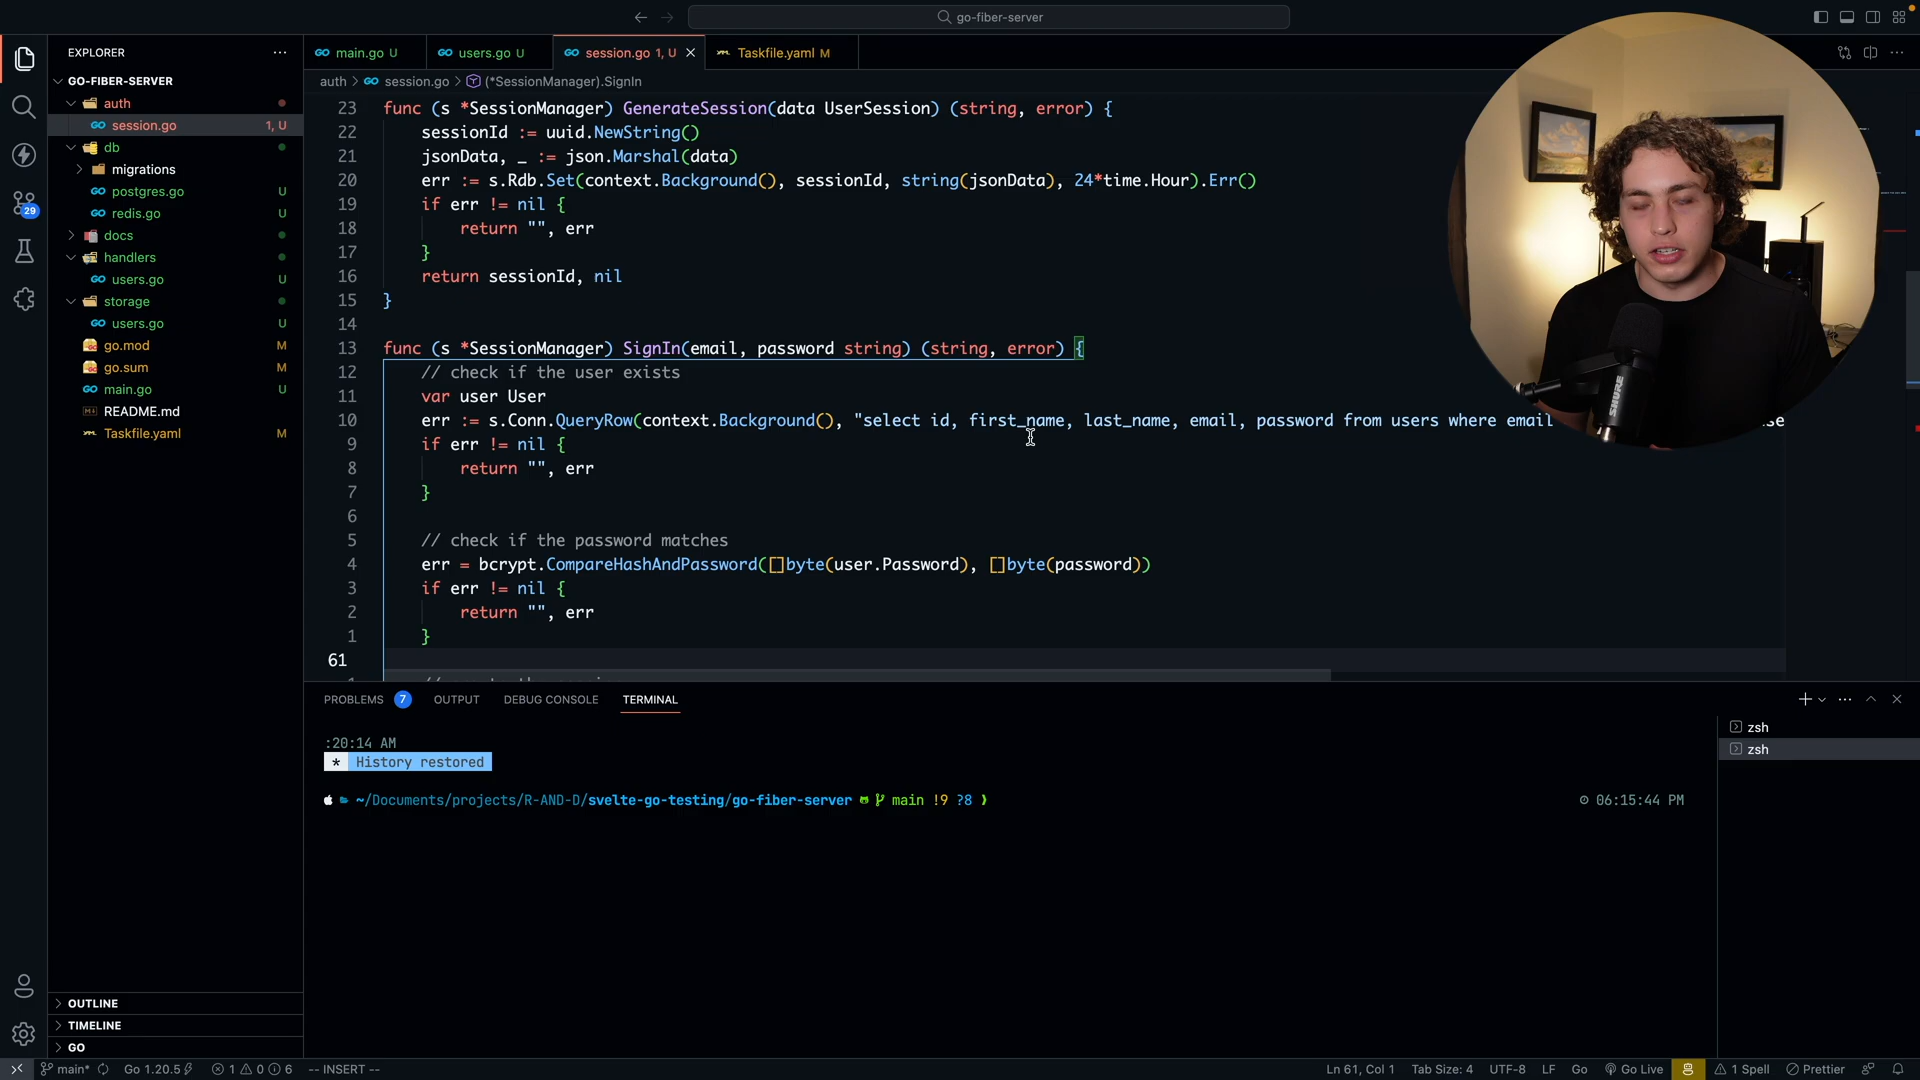 go-fiber-server
EXPLORER
main.go U
users.go U
session.go 1, U
Taskfile.yaml M
GO-FIBER-SERVER
auth
session.go 1, U
db
migrations
postgres.go U
redis.go U
docs
handlers
users.go U
storage
users.go U
go.mod M
go.sum M
main.go U
README.md
Taskfile.yaml M
OUTLINE
TIMELINE
GO
auth > session.go > (*SessionManager).SignIn
23 func (s *SessionManager) GenerateSession(data UserSession) (string, error) {
22 sessionId := uuid.NewString()
21 jsonData, _ := json.Marshal(data)
20 err := s.Rdb.Set(context.Background(), sessionId, string(jsonData), 24*time.Hour).Err()
19 if err != nil {
18 return "", err
17 }
16 return sessionId, nil
15 }
14
13 func (s *SessionManager) SignIn(email, password string) (string, error) {
12 // check if the user exists
11 var user User
10 err := s.Conn.QueryRow(context.Background(), "select id, first_name, last_name, email, password from users where email
9 if err != nil {
8 return "", err
7 }
6
5 // check if the password matches
4 err = bcrypt.CompareHashAndPassword([]byte(user.Password), []byte(password))
3 if err != nil {
2 return "", err
1 }
61
PROBLEMS 7 OUTPUT DEBUG CONSOLE TERMINAL
:20:14 AM
* History restored
~/Documents/projects/R-AND-D/svelte-go-testing/go-fiber-server main !9 ?8 ❯ 06:15:44 PM
zsh
zsh
29
SHURE
main* Go 1.20.5 1 0 6 -- INSERT -- Ln 61, Col 1 Tab Size: 4 UTF-8 LF Go Go Live 1 Spell Prettier